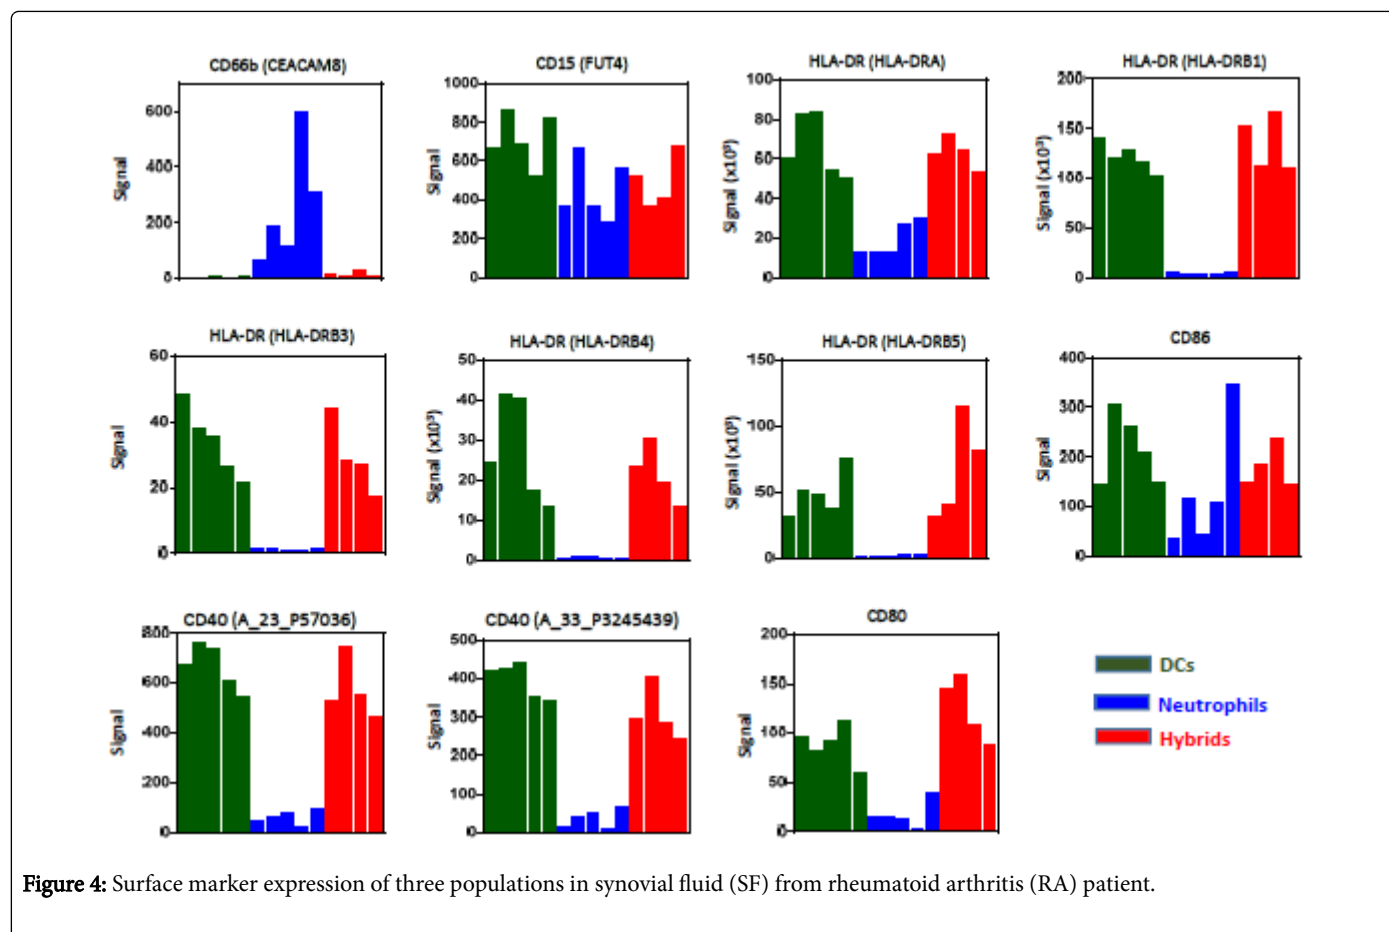 CD66b (CEACAM8)
Signal
600
400
200
0
CD15 (FUT4)
Signal
1000
800
600
400
200
0
HLA-DR (HLA-DRA)
Signal (x10³)
100
80
60
40
20
0
HLA-DR (HLA-DRB1)
Signal (x10³)
200
150
100
50
0
HLA-DR (HLA-DRB3)
Signal
60
40
20
0
HLA-DR (HLA-DRB4)
Signal (x10³)
50
40
30
20
10
0
HLA-DR (HLA-DRB5)
Signal (x10³)
150
100
50
0
CD86
Signal
400
300
200
100
0
CD40 (A_23_P57036)
Signal
800
600
400
200
0
CD40 (A_33_P3245439)
Signal
500
400
300
200
100
0
CD80
Signal
200
150
100
50
0
DCs
Neutrophils
Hybrids
Figure 4: Surface marker expression of three populations in synovial fluid (SF) from rheumatoid arthritis (RA) patient.